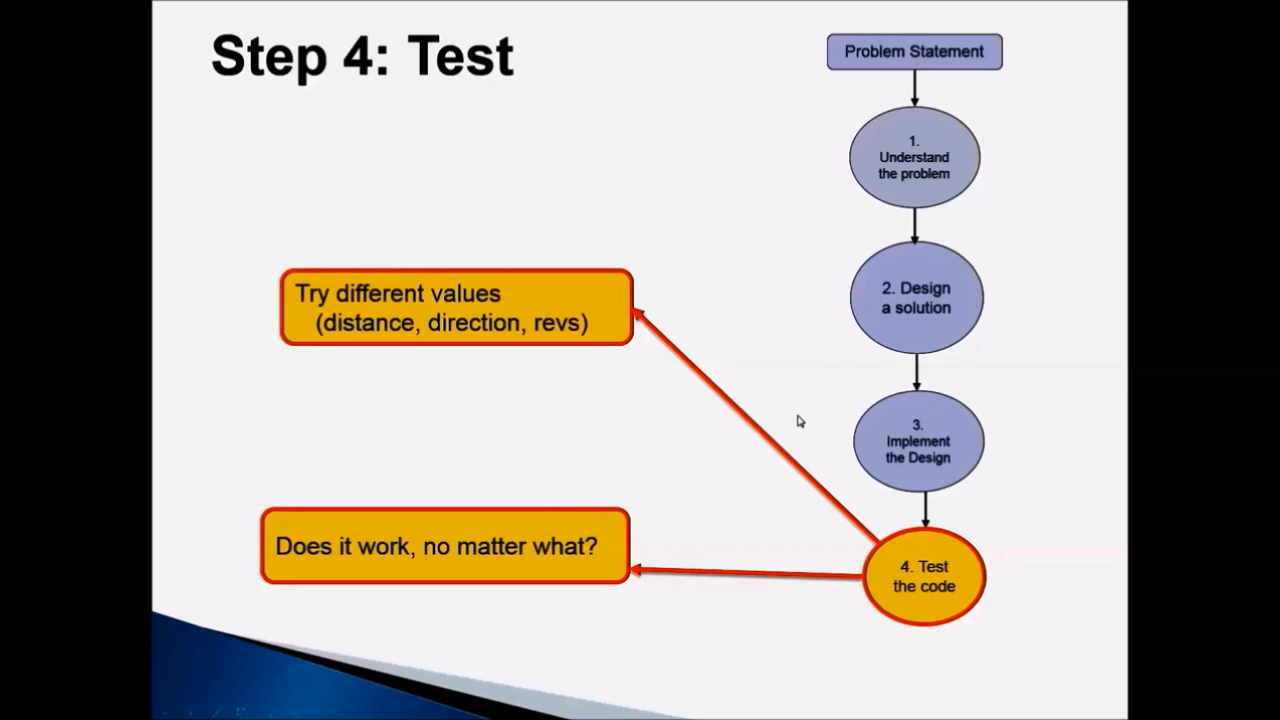 Step 4: Test
Problem Statement
1.
Understand
the problem
2. Design
a solution
3.
Implement
the Design
4. Test
the code
Try different values
(distance, direction, revs)
Does it work, no matter what?